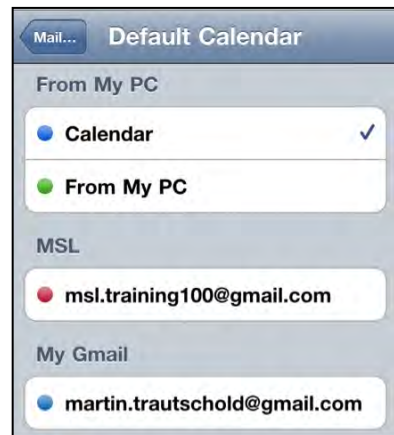 Mail...
Default Calendar
From My PC
Calendar
From My PC
MSL
msl.training100@gmail.com
My Gmail
martin.trautschold@gmail.com